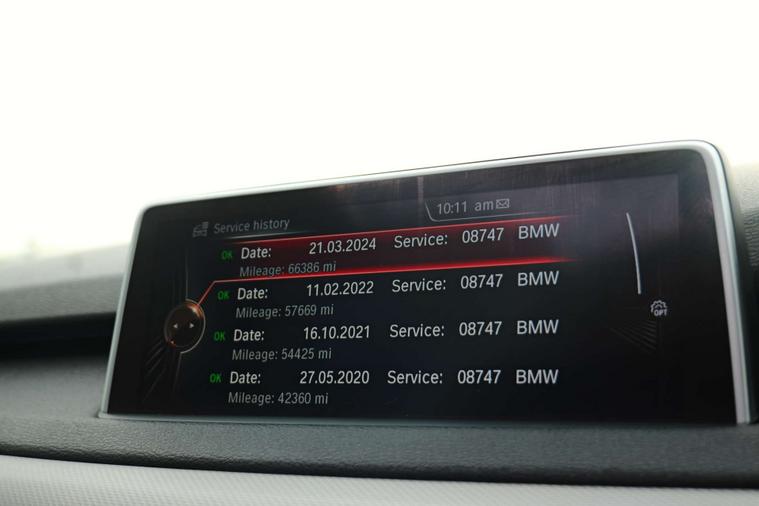 10:11 am
Service history
OK Date: 21.03.2024 Service: 08747 BMW
Mileage: 66386 mi
OK Date: 11.02.2022 Service: 08747 BMW
Mileage: 57669 mi
OK Date: 16.10.2021 Service: 08747 BMW
Mileage: 54425 mi
OK Date: 27.05.2020 Service: 08747 BMW
Mileage: 42360 mi
OPT